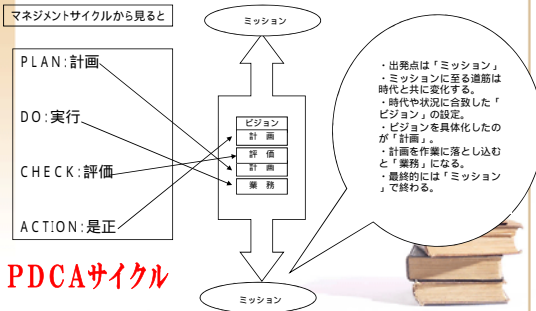 マネジメントサイクルから見ると
ミッション
PLAN:計画
DO:実行
CHECK:評価
ACTION:是正
ビジョン
計 画
評 価
計 画
業 務
・出発点は「ミッション」
・ミッションに至る道筋は
時代と共に変化する。
・時代や状況に合致した「
ビジョン」の設定。
・ビジョンを具体化したの
が「計画」。
・計画を作業に落とし込む
と「業務」になる。
・最終的には「ミッション
」で終わる。
PDCAサイクル
ミッション